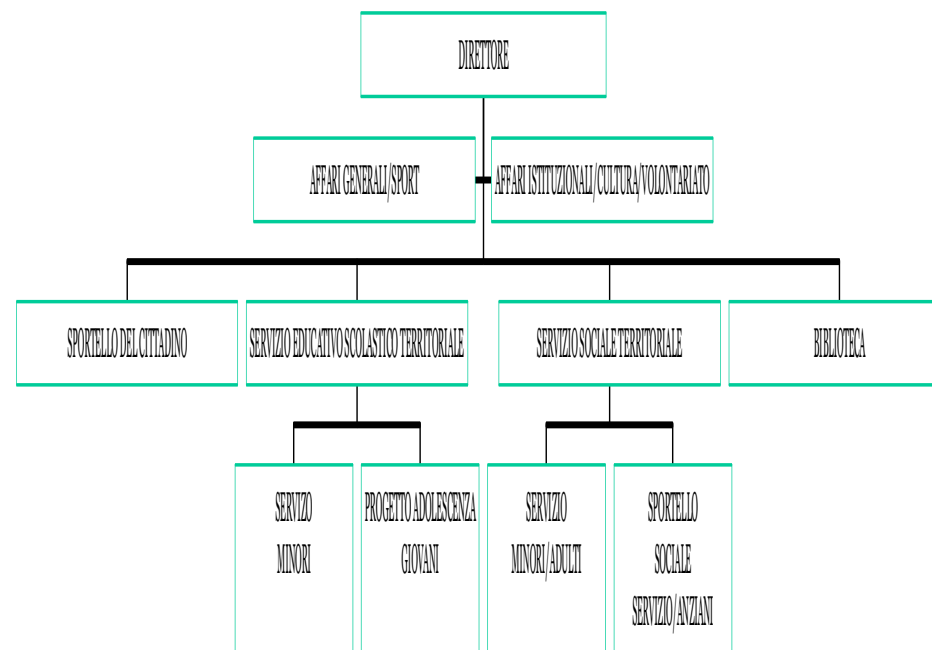 DIRETTORE
AFFARI GENERALI/SPORT
AFFARI ISTITUZIONALI/CULTURA/VOLONTARIATO
SPORTELLO DEL CITTADINO
SERVIZIO EDUCATIVO SCOLASTICO TERRITORIALE
SERVIZIO SOCIALE TERRITORIALE
BIBLIOTECA
SERVIZO
MINORI
PROGETTO ADOLESCENZA
GIOVANI
SERVIZIO
MINORI/ADULTI
SPORTELLO
SOCIALE
SERVIZIO/ANZIANI